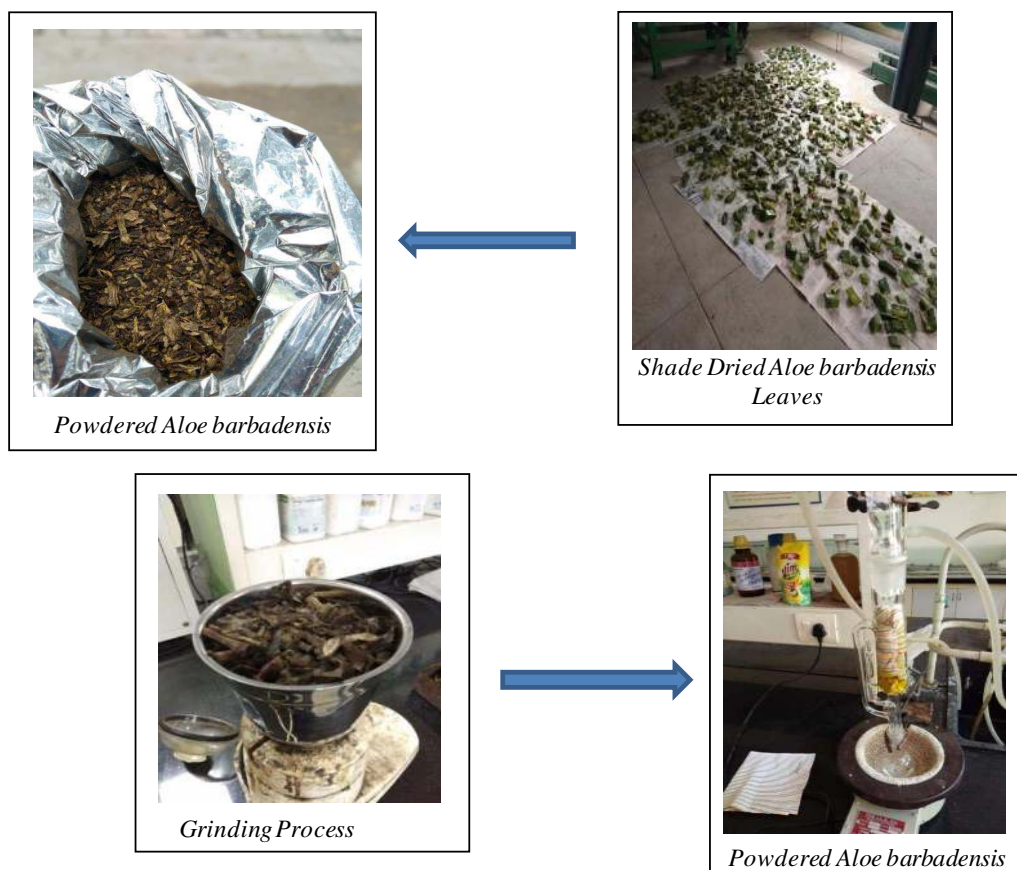 Powdered Aloe barbadensis
Shade Dried Aloe barbadensis
Leaves
Grinding Process
Powdered Aloe barbadensis